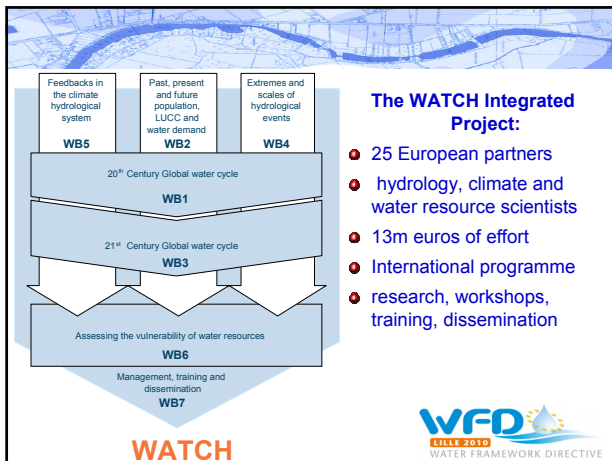 Feedbacks in
the climate
hydrological
system
WB5
Past, present
and future
population,
LUCC and
water demand
WB2
Extremes and
scales of
hydrological
events
WB4
20th Century Global water cycle
WB1
21st Century Global water cycle
WB3
Assessing the vulnerability of water resources
WB6
Management, training and
dissemination
WB7
WATCH
The WATCH Integrated
Project:
25 European partners
hydrology, climate and
water resource scientists
13m euros of effort
International programme
research, workshops,
training, dissemination
WFD
LILLE 2010
WATER FRAMEWORK DIRECTIVE